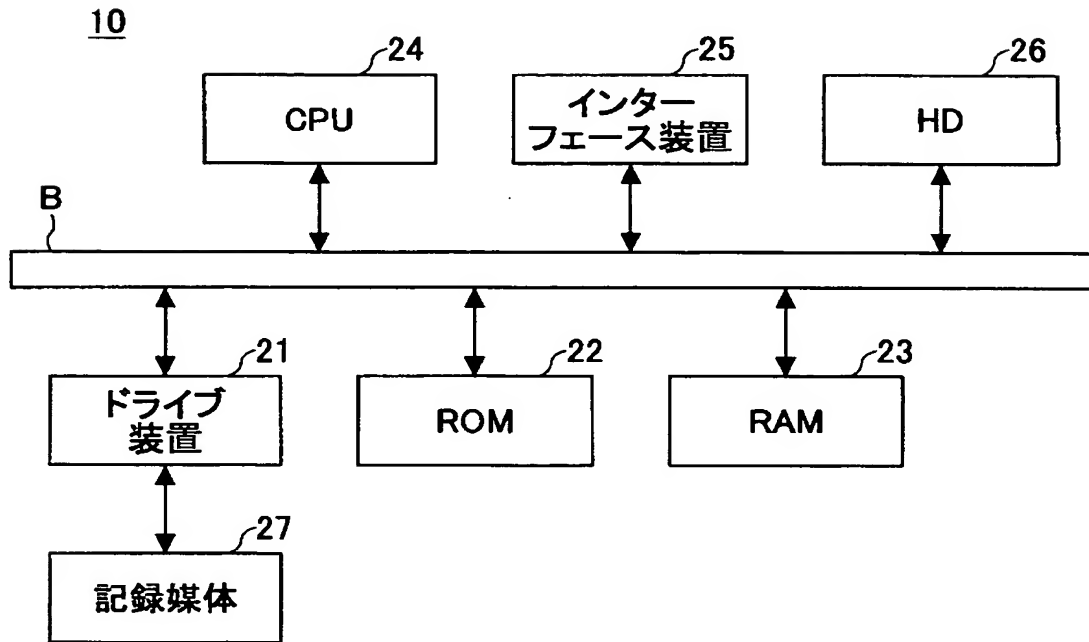 10
24
25
26
CPU
インター
フェース装置
HD
B
21
22
23
ドライブ
装置
ROM
RAM
27
記録媒体